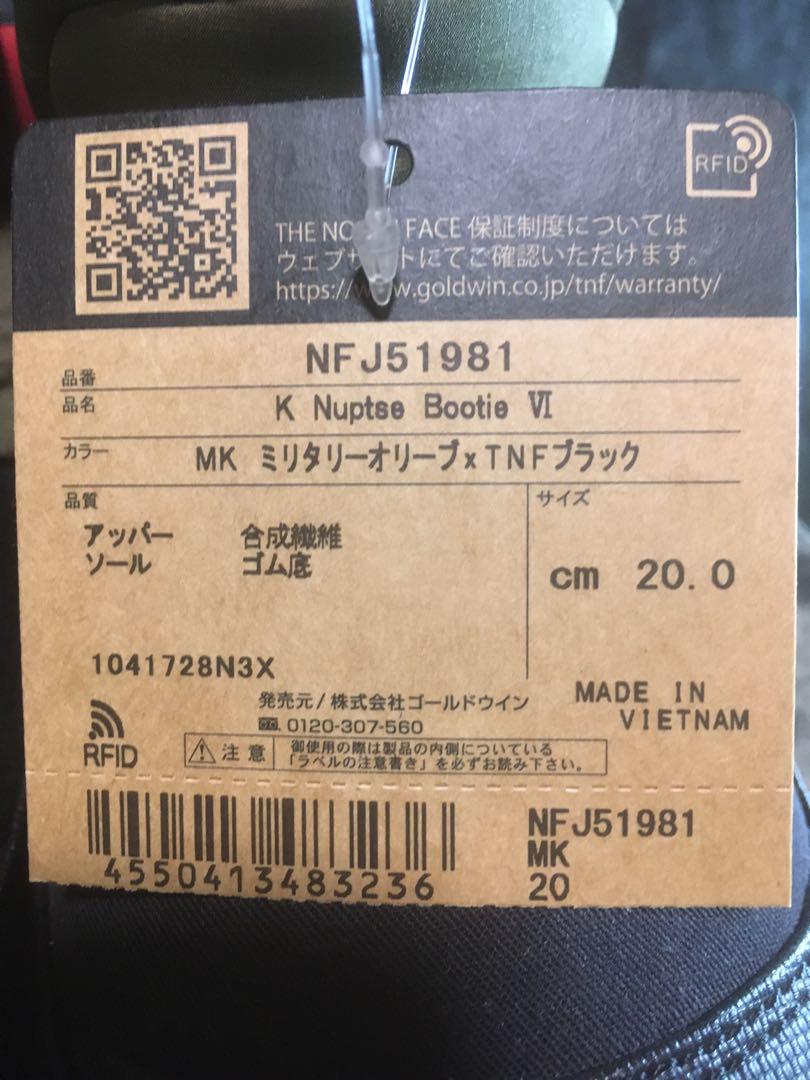 RFID
THE NO FACE 保証制度については
ウェブサイトにてご確認いただけます。
https://www.goldwin.co.jp/tnf/warranty/
品番 NFJ51981
品名 K Nuptse Bootie Ⅵ
カラー MK ミリタリーオリーブxTNFブラック
品質
アッパー 合成繊維
ソール ゴム底
サイズ
cm 20.0
1041728N3X
発売元/株式会社ゴールドウイン
0120-307-560
MADE IN
VIETNAM
RFID
注意 御使用の際は製品の内側についている
「ラベルの注意書き」を必ずお読み下さい。
4550413483236
NFJ51981
MK
20